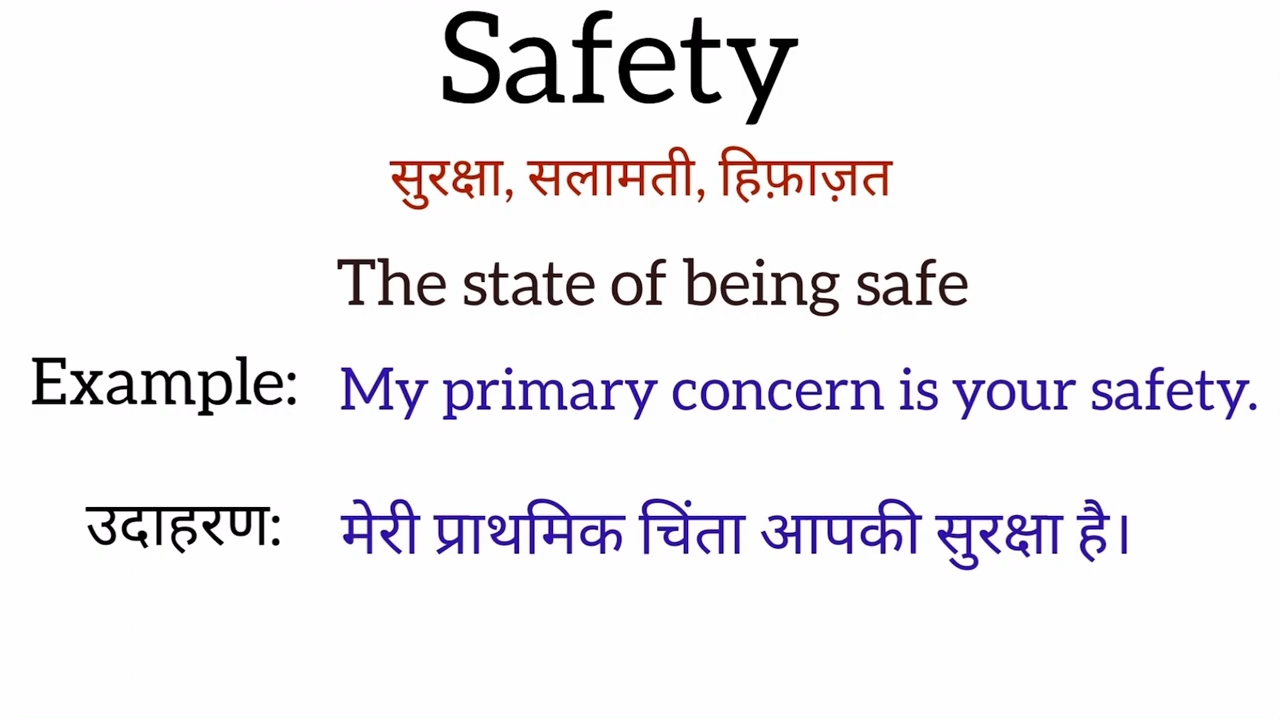 Safety
सुरक्षा, सलामती, हिफ़ाज़त
The state of being safe
Example: My primary concern is your safety.
उदाहरण: मेरी प्राथमिक चिंता आपकी सुरक्षा है।